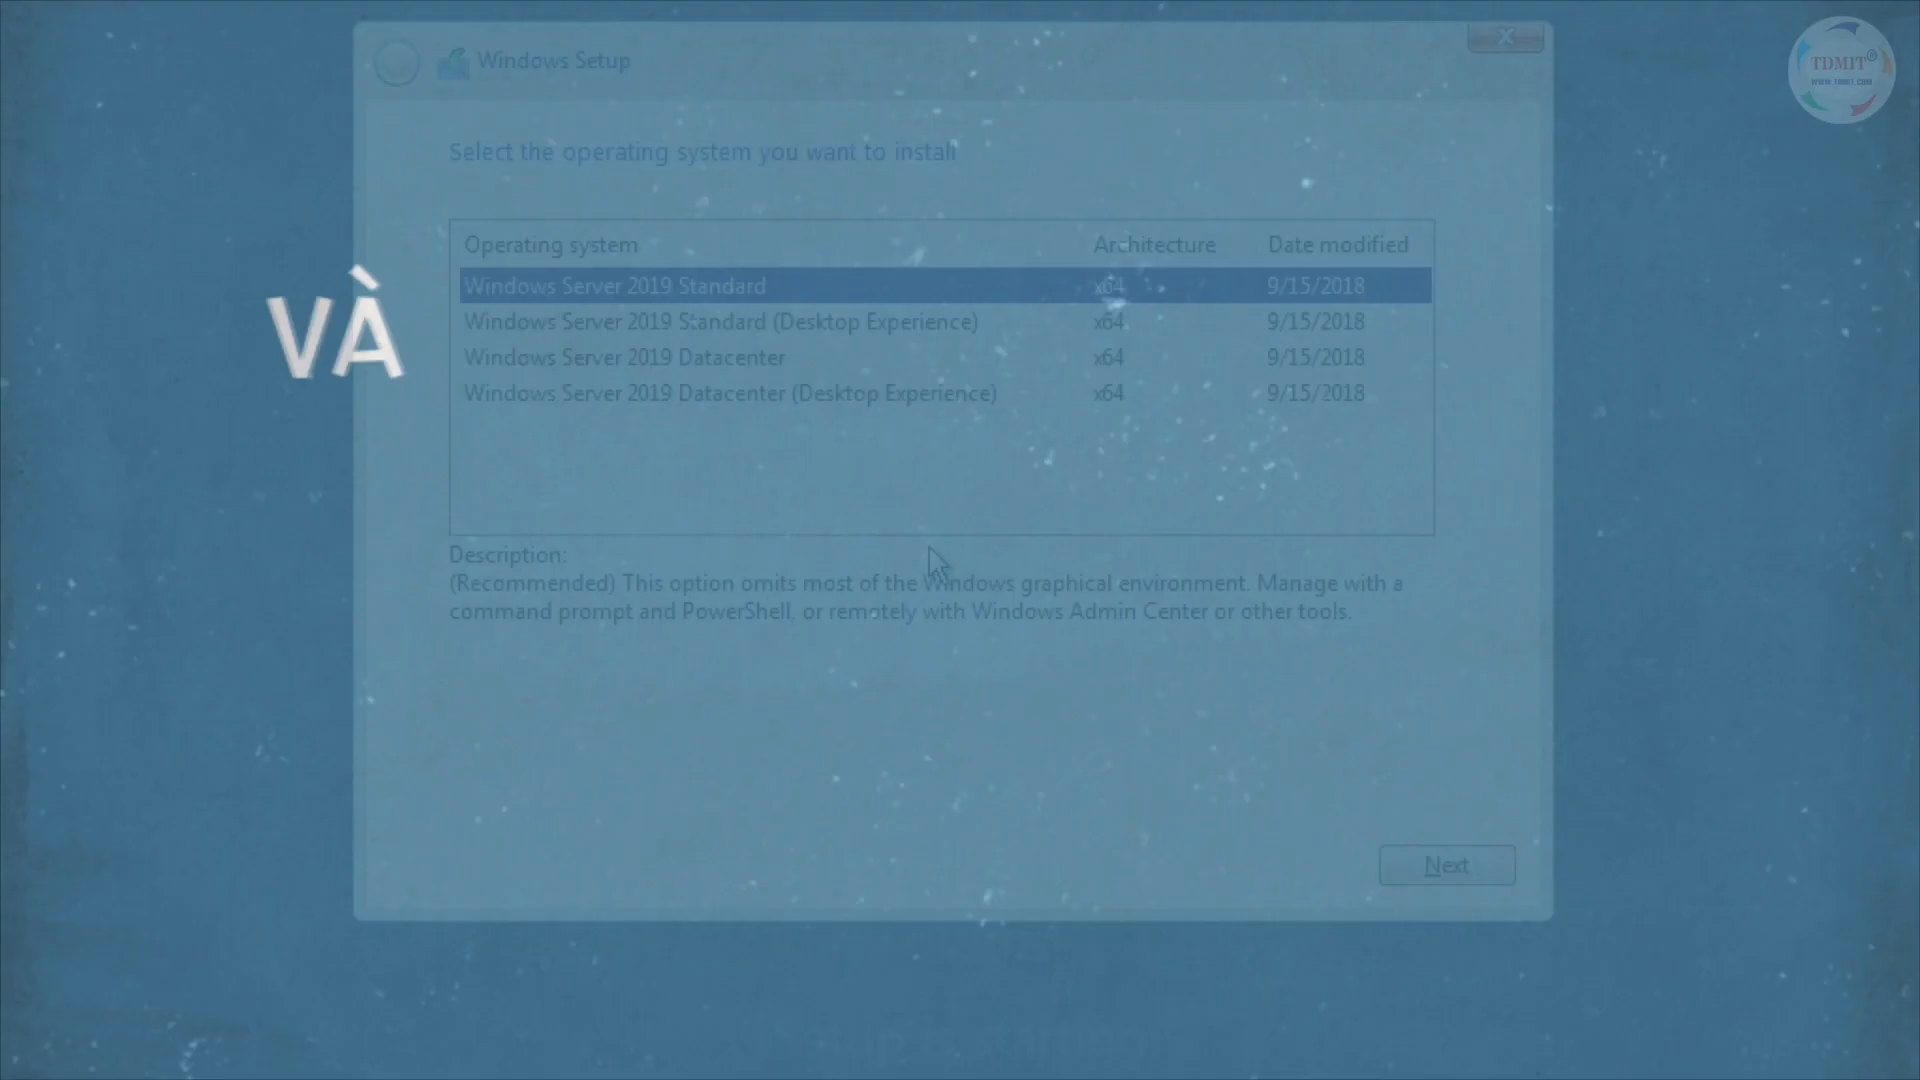 TDMIT®
WWW.TDMIT.COM
Windows Setup
Select the operating system you want to install
Operating system Architecture Date modified
Windows Server 2019 Standard x64 9/15/2018
Windows Server 2019 Standard (Desktop Experience) x64 9/15/2018
Windows Server 2019 Datacenter x64 9/15/2018
Windows Server 2019 Datacenter (Desktop Experience) x64 9/15/2018
VÀ
Description:
(Recommended) This option omits most of the Windows graphical environment. Manage with a
command prompt and PowerShell, or remotely with Windows Admin Center or other tools.
Next